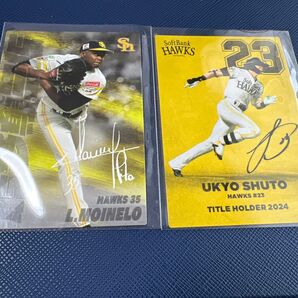 HAWKS 35
L.MOINELO
SoftBank
HAWKS
23
UKYO SHUTO
HAWKS #23
TITLE HOLDER 2024